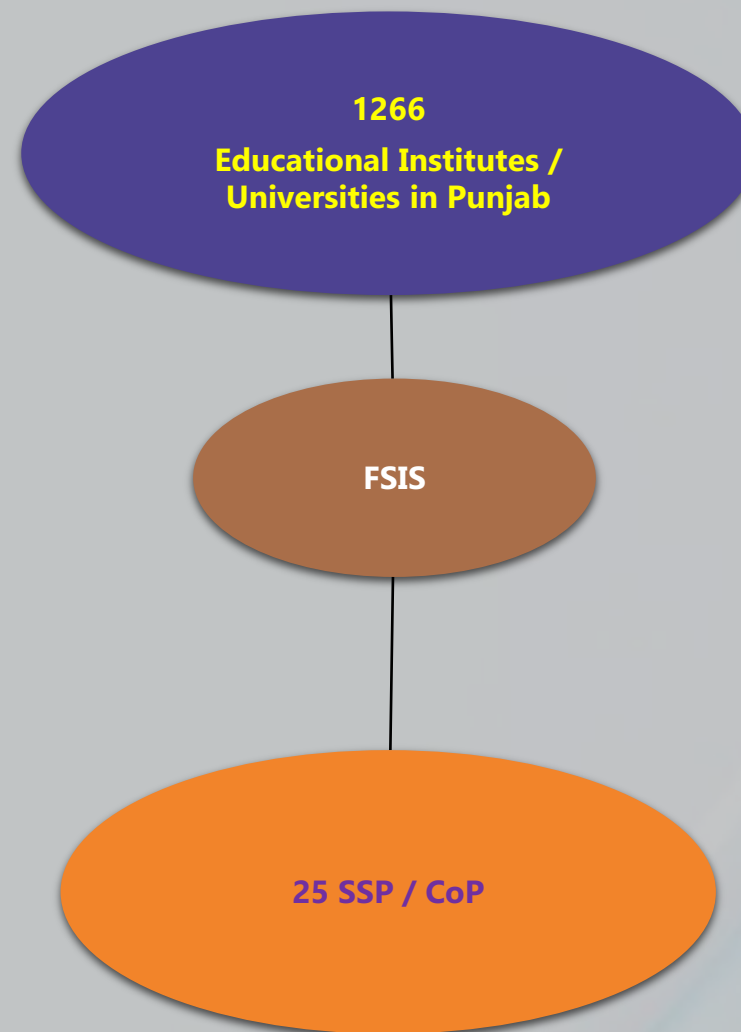 1266
Educational Institutes /
Universities in Punjab
FSIS
25 SSP / CoP